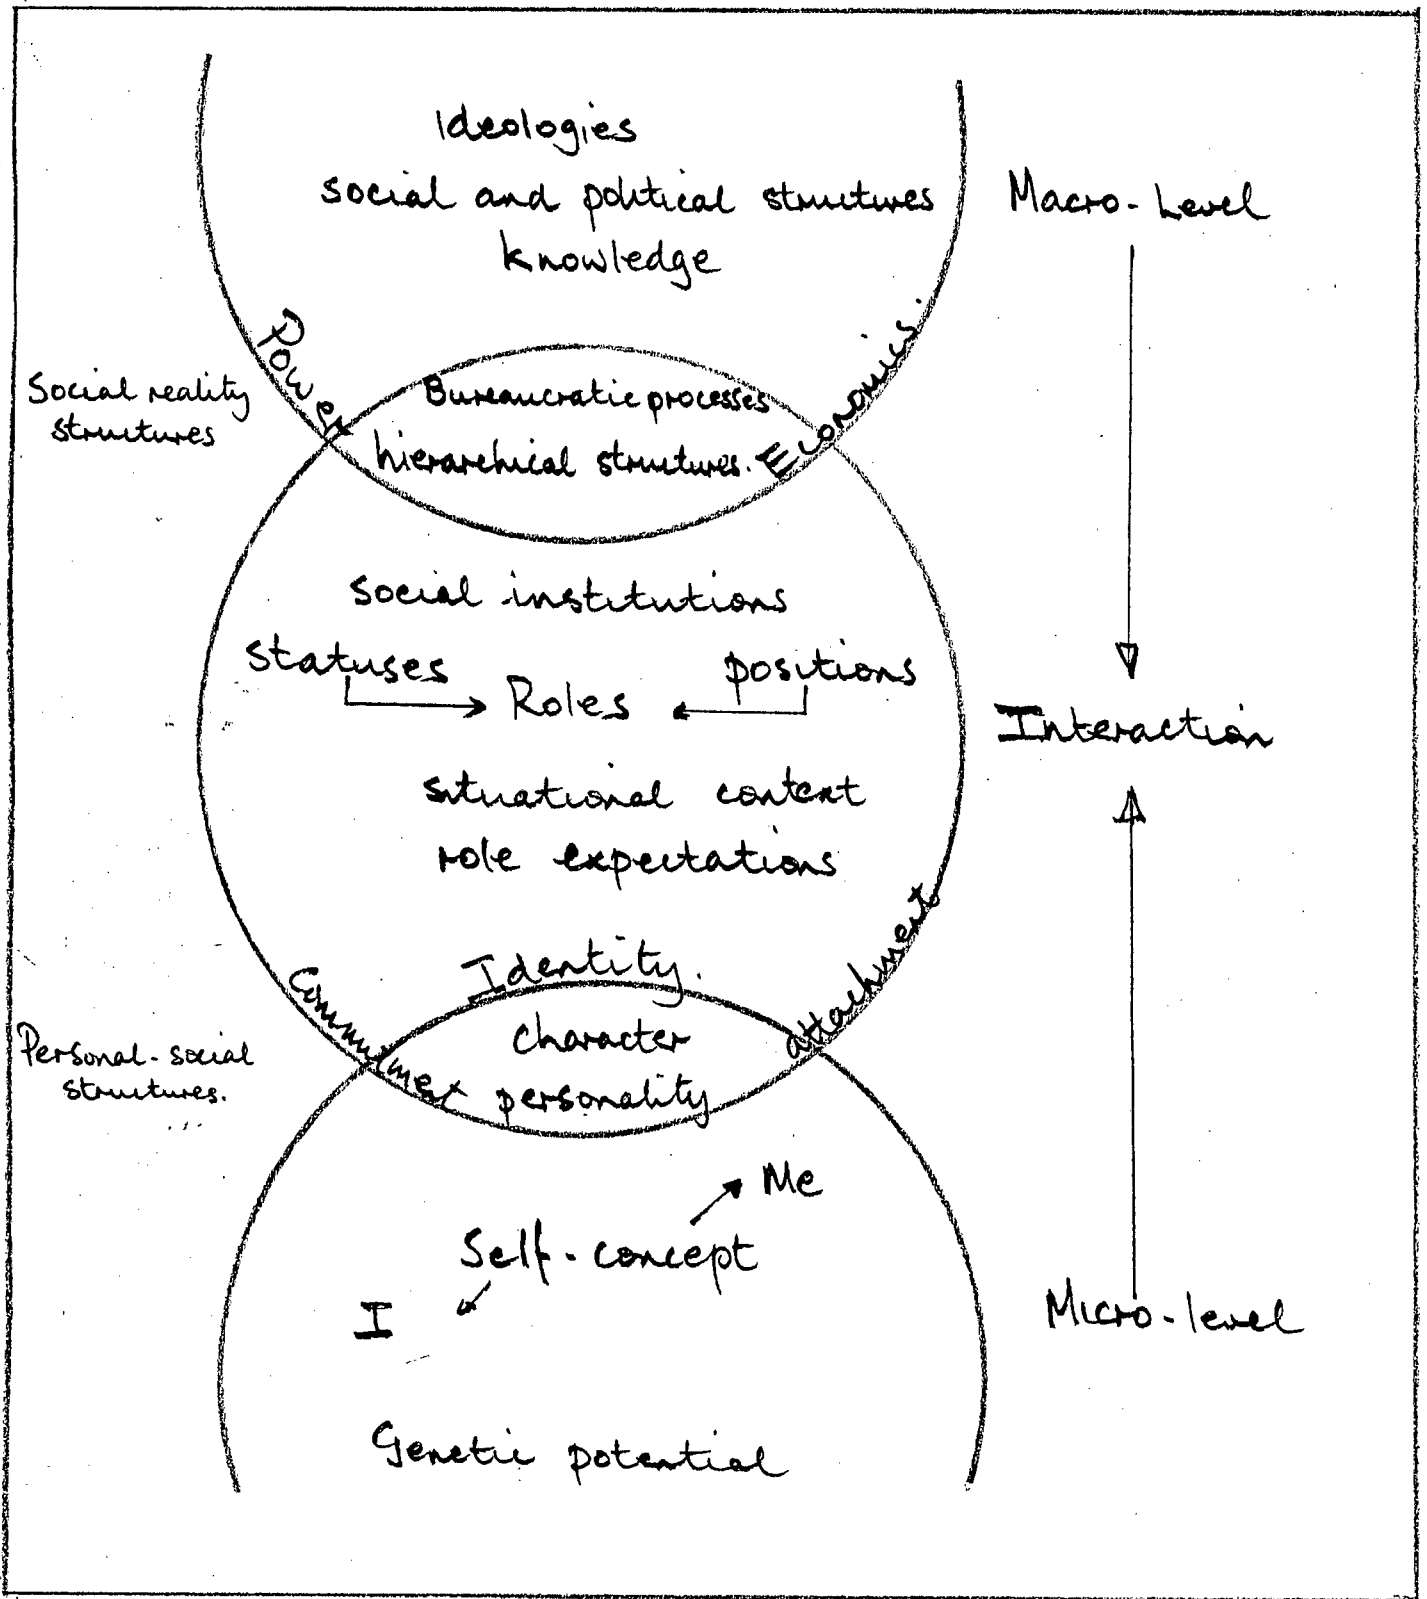 Ideologies
social and political structures
Macro-Level
knowledge
Power
Economics.
Social reality
structures
Bureaucratic processes
hierarchical structures.
social institutions
statuses
positions
Roles
Interaction
situational context
role expectations
Identity.
Commitment
attachment
Personal-social
structures.
character
personality
Me
Self-concept
I
Micro-level
Genetic potential